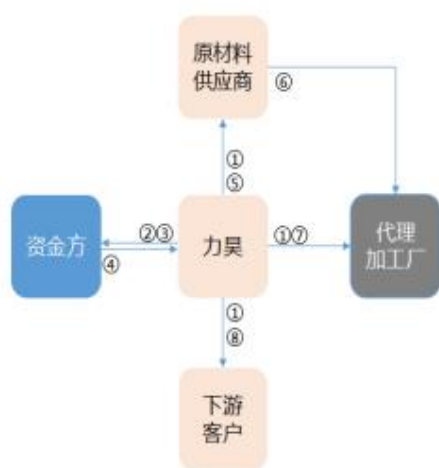 原材料
供应商
⑥
①
⑤
资金方
②③
④
力昊
①⑦
代理
加工厂
①
⑧
下游
客户